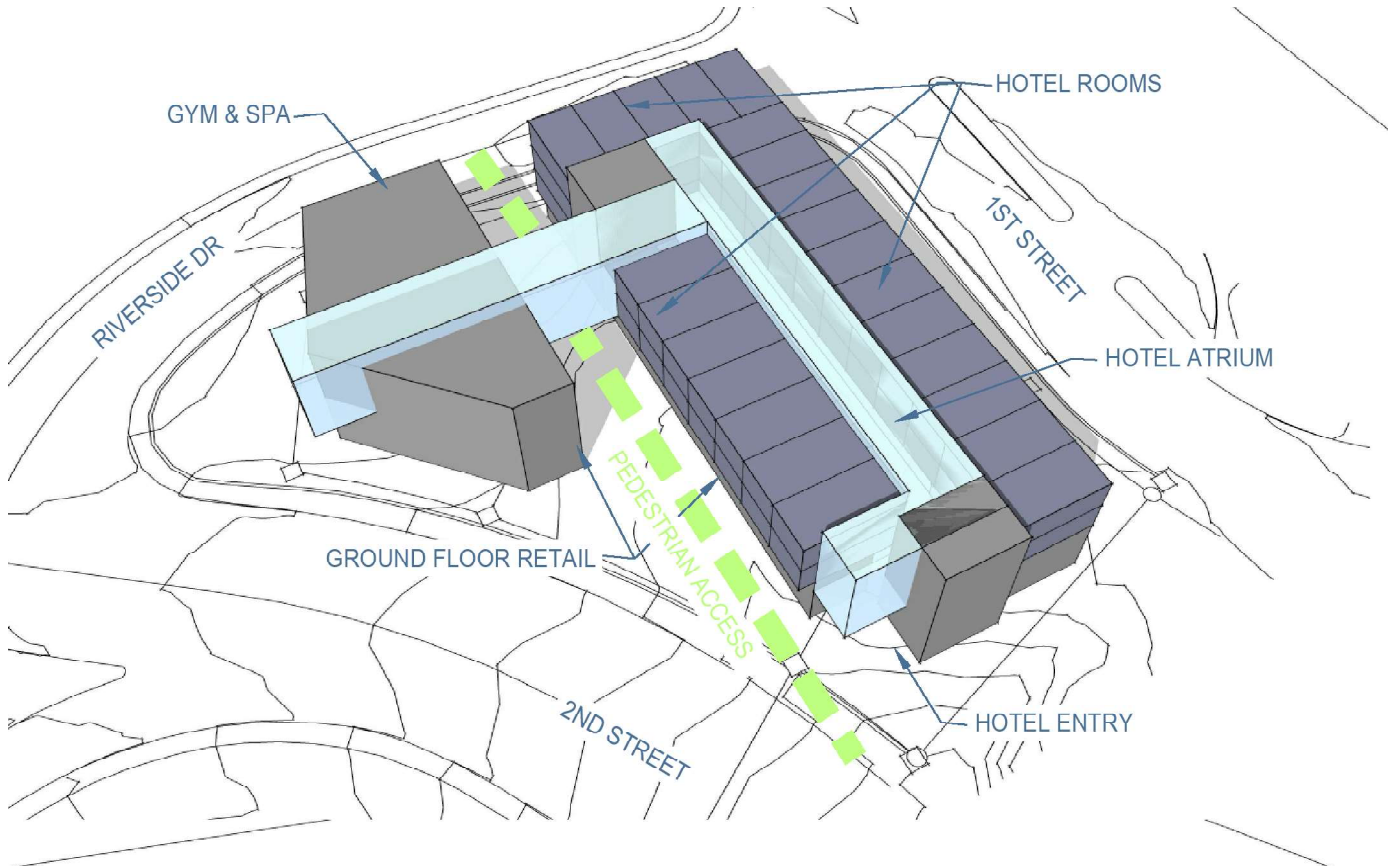 HOTEL ROOMS
GYM & SPA
1ST STREET
RIVERSIDE DR
HOTEL ATRIUM
GROUND FLOOR RETAIL
PEDESTRIAN ACCESS
2ND STREET
HOTEL ENTRY